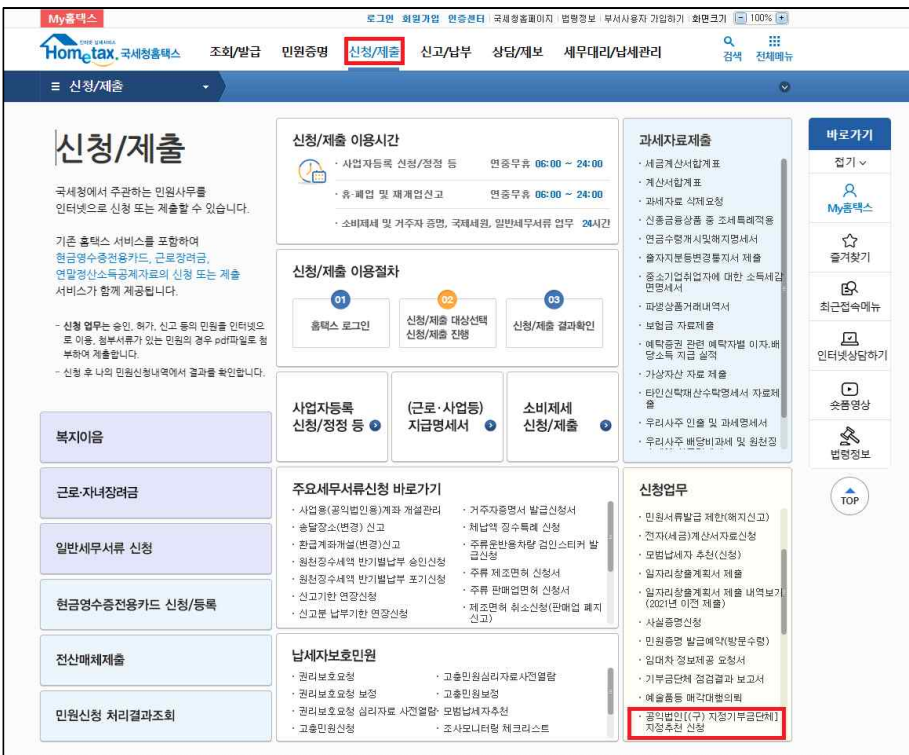 My홈택스
로그인 회원가입 인증센터 국세청홈페이지 법령정보 부서사용자 가입하기 화면크기 - 100% +
Hometax. 국세청홈택스
조회/발급 민원증명 신청/제출 신고/납부 상담/제보 세무대리/납세관리
검색 전체메뉴
신청/제출
신청/제출
국세청에서 주관하는 민원사무를
인터넷으로 신청 또는 제출할 수 있습니다.
기존 홈택스 서비스를 포함하여
현금영수증전용카드, 근로장려금,
연말정산소득공제자료의 신청 또는 제출
서비스가 함께 제공됩니다.
- 신청 업무는 승인, 허가, 신고 등의 민원을 인터넷으
로 이용, 첨부서류가 있는 민원의 경우 pdf파일로 첨
부하여 제출합니다.
- 신청 후 나의 민원신청내역에서 결과를 확인합니다.
복지이음
근로·자녀장려금
일반세무서류 신청
현금영수증전용카드 신청/등록
전산매체제출
민원신청 처리결과조회
신청/제출 이용시간
· 사업자등록 신청/정정 등 연중무휴 06:00 ~ 24:00
· 휴·폐업 및 재개업신고 연중무휴 06:00 ~ 24:00
· 소비제세 및 거주자 증명, 국제세원, 일반세무서류 업무 24시간
신청/제출 이용절차
01
홈택스 로그인
02
신청/제출 대상선택
신청/제출 진행
03
신청/제출 결과확인
사업자등록
신청/정정 등
(근로·사업등)
지급명세서
소비제세
신청/제출
주요세무서류신청 바로가기
· 사업용(공익법인용)계좌 개설관리
· 송달장소(변경) 신고
· 환급계좌개설(변경)신고
· 원천징수세액 반기별납부 승인신청
· 원천징수세액 반기별납부 포기신청
· 신고기한 연장신청
· 신고분 납부기한 연장신청
· 거주자증명서 발급신청서
· 체납액 징수특례 신청
· 주류운반용차량 검인스티커 발
급신청
· 주류 제조면허 신청서
· 주류 판매업면허 신청서
· 제조면허 취소신청(판매업 폐지
신고)
납세자보호민원
· 권리보호요청
· 권리보호요청 보정
· 권리보호요청 심리자료 사전열람
· 고충민원신청
· 고충민원심리자료사전열람
· 고충민원보정
· 모범납세자추천
· 조사모니터링 체크리스트
과세자료제출
· 세금계산서합계표
· 계산서합계표
· 과세자료 삭제요청
· 신종금융상품 중 조세특례적용
· 연금수령개시및해지명세서
· 출자지분등변경통지서 제출
· 중소기업취업자에 대한 소득세감
면명세서
· 파생상품거래내역서
· 보험금 자료제출
· 예탁증권 관련 예탁자별 이자.배
당소득 지급 실적
· 가상자산 자료 제출
· 타인신탁재산수탁명세서 자료제
출
· 우리사주 인출 및 과세명세서
· 우리사주 배당비과세 및 원천징
신청업무
· 민원서류발급 제한(해지신고)
· 전자(세금)계산서자료신청
· 모범납세자 추천(신청)
· 일자리창출계획서 제출
· 일자리창출계획서 제출 내역보기
(2021년 이전 제출)
· 사실증명신청
· 민원증명 발급예약(방문수령)
· 임대차 정보제공 요청서
· 기부금단체 점검결과 보고서
· 예술품등 매각대행의뢰
· 공익법인[(구) 지정기부금단체]
지정추천 신청
바로가기
접기
My홈택스
즐겨찾기
최근접속메뉴
인터넷상담하기
숏폼영상
법령정보
TOP